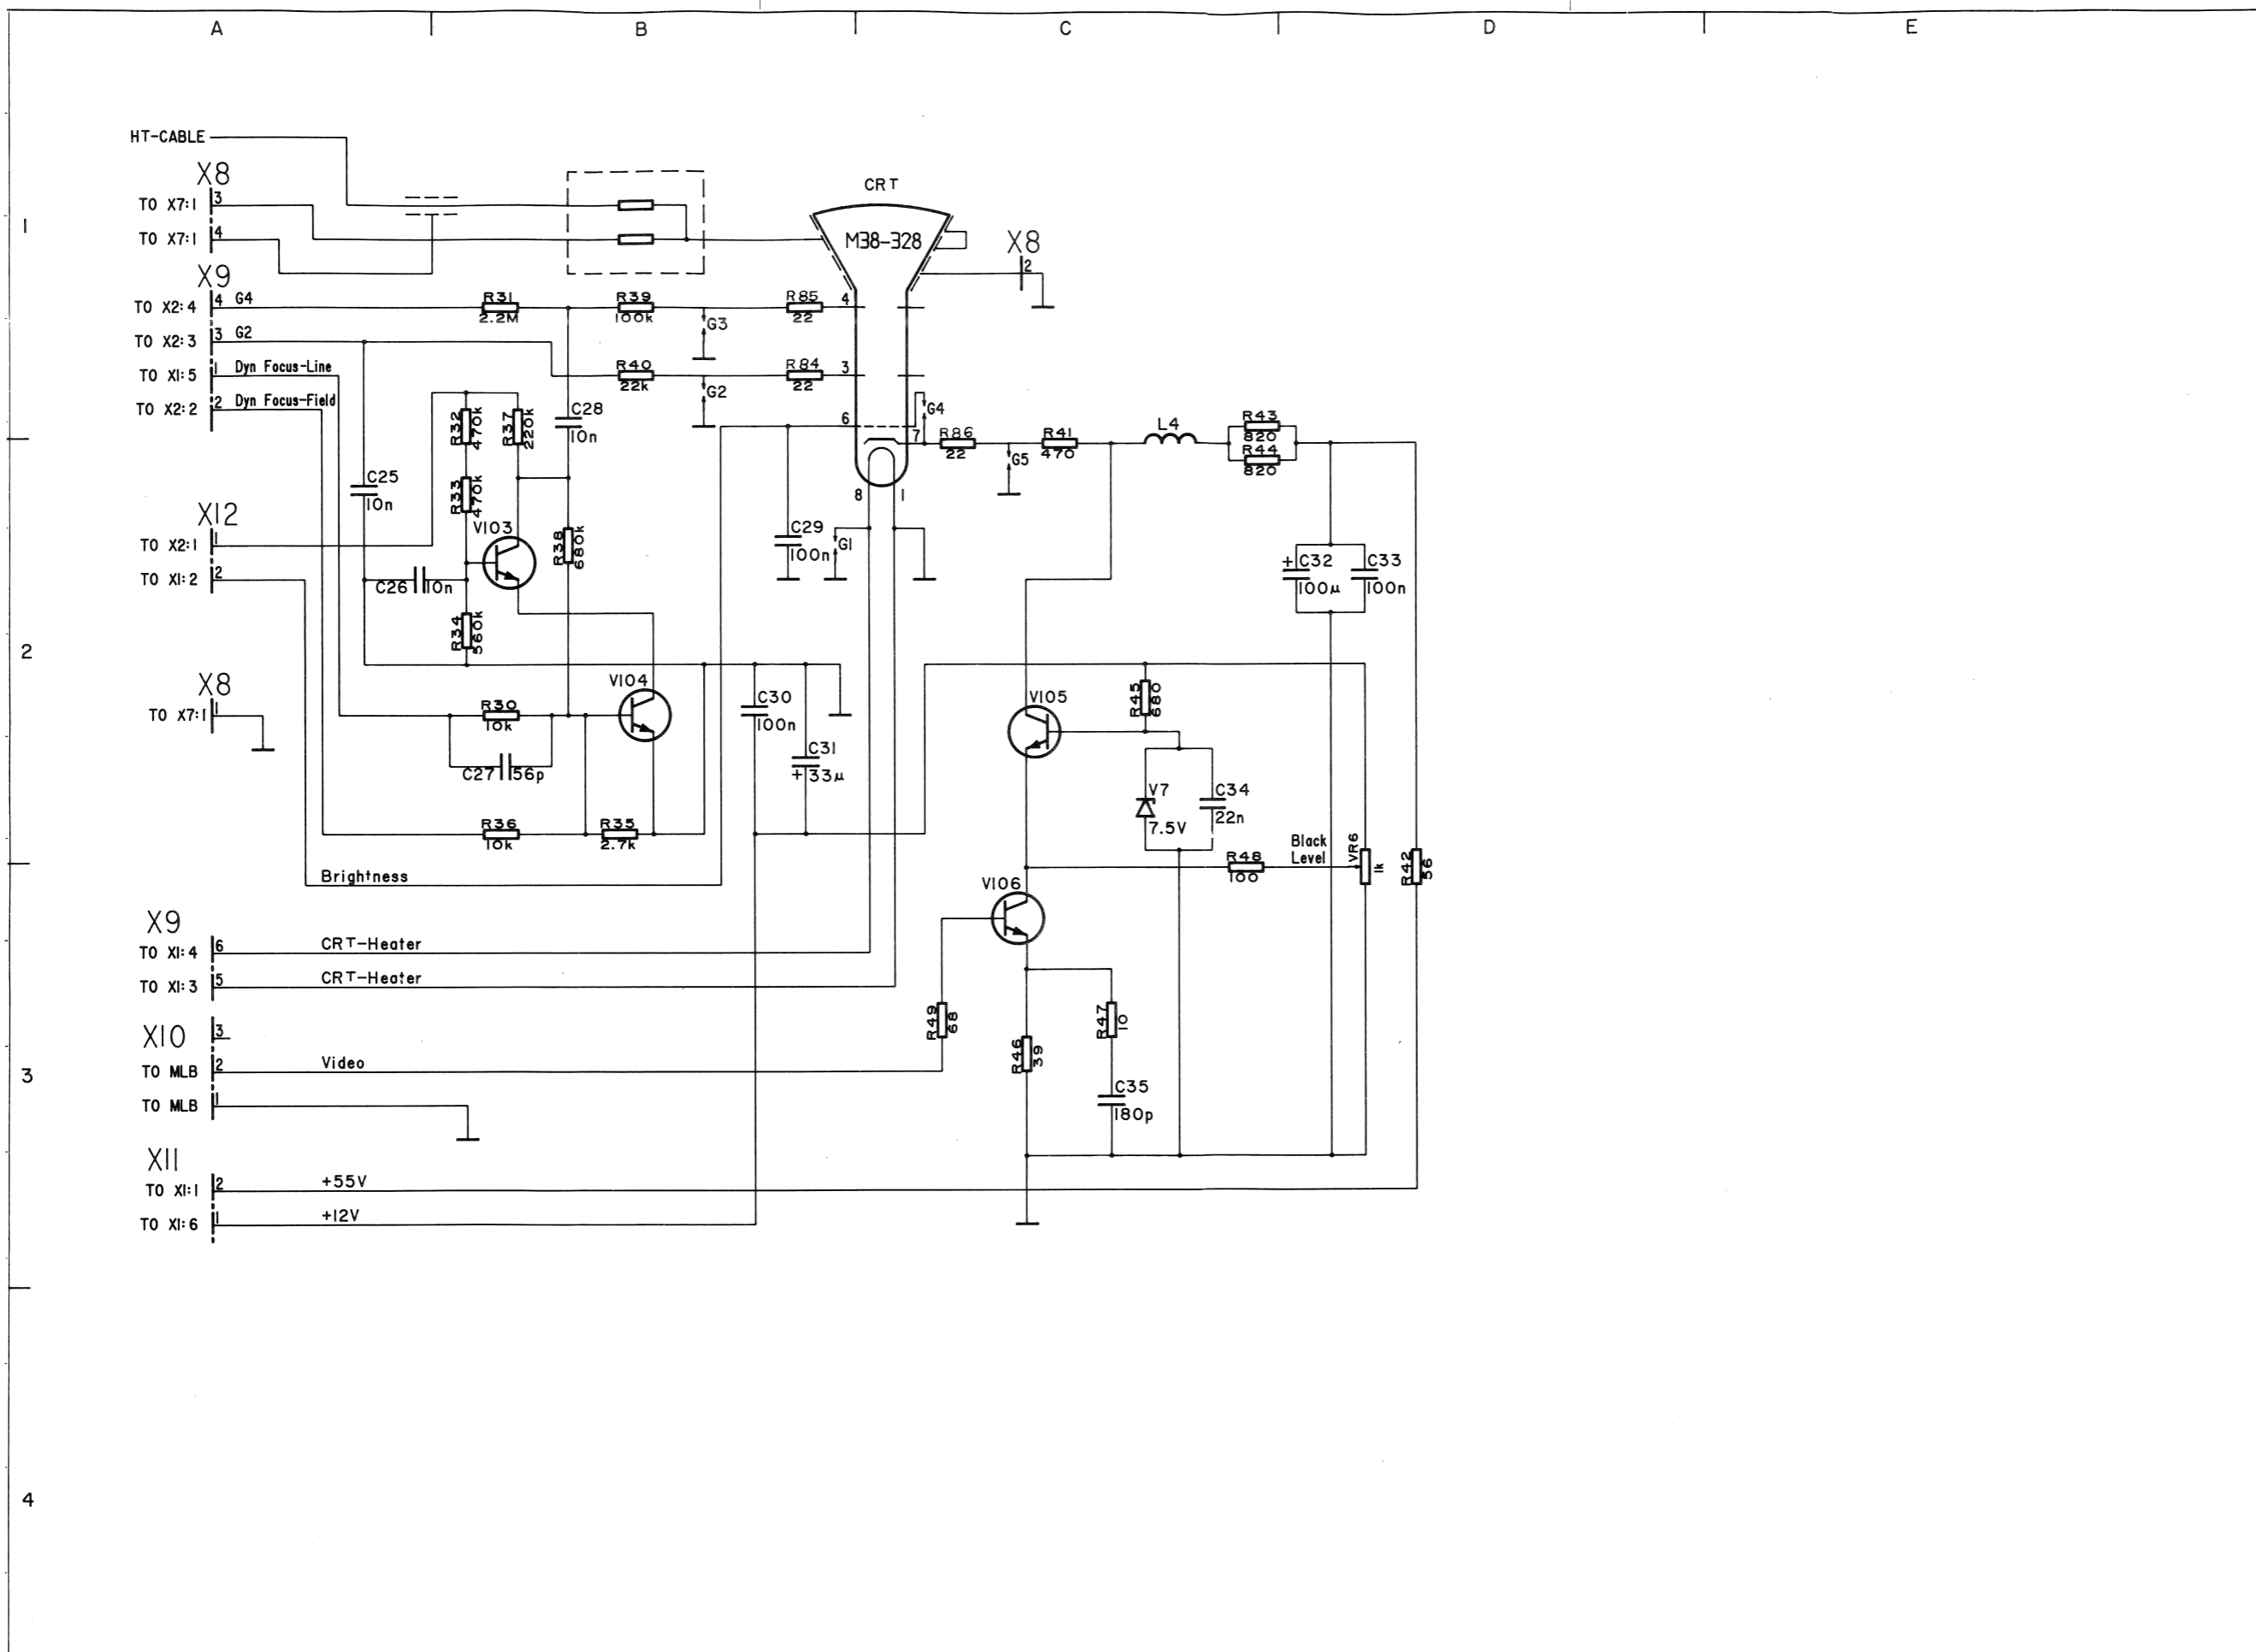 A B C D E
HT-CABLE
X8
TO X7:1 3
TO X7:1 4
CRT
M38-328
X8
2
1
X9
TO X2:4 4 G4
R31
2.2M
R39
100k
G3
R85
22
4
TO X2:3 3 G2
TO X1:5 1 Dyn Focus-Line
R40
22k
G2
R84
22
3
TO X2:2 2 Dyn Focus-Field
R32
470k
R37
220k
C28
10n
6
G4
7
R86
22
G5
R41
470
L4
R43
820
R44
820
C25
10n
R33
470k
8 1
X12
TO X2:1 1
TO X1:2 2
V103
R38
680k
C29
100n
G1
+ C32
100μ
C33
100n
C26 10n
R34
560k
2
X8
TO X7:1 1
V104
R30
10k
C27 56p
C30
100n
C31
+ 33μ
V105
R45
680
V7
7.5V
C34
22n
R36
10k
R35
2.7k
R48
100
Black
Level
VR6
1k
R42
56
Brightness
V106
X9
TO X1:4 6 CRT-Heater
TO X1:3 5 CRT-Heater
X10
3
TO MLB 2 Video
TO MLB 1
R49
68
R46
39
R47
10
C35
180p
3
X11
TO X1:1 2 +55V
TO X1:6 1 +12V
4